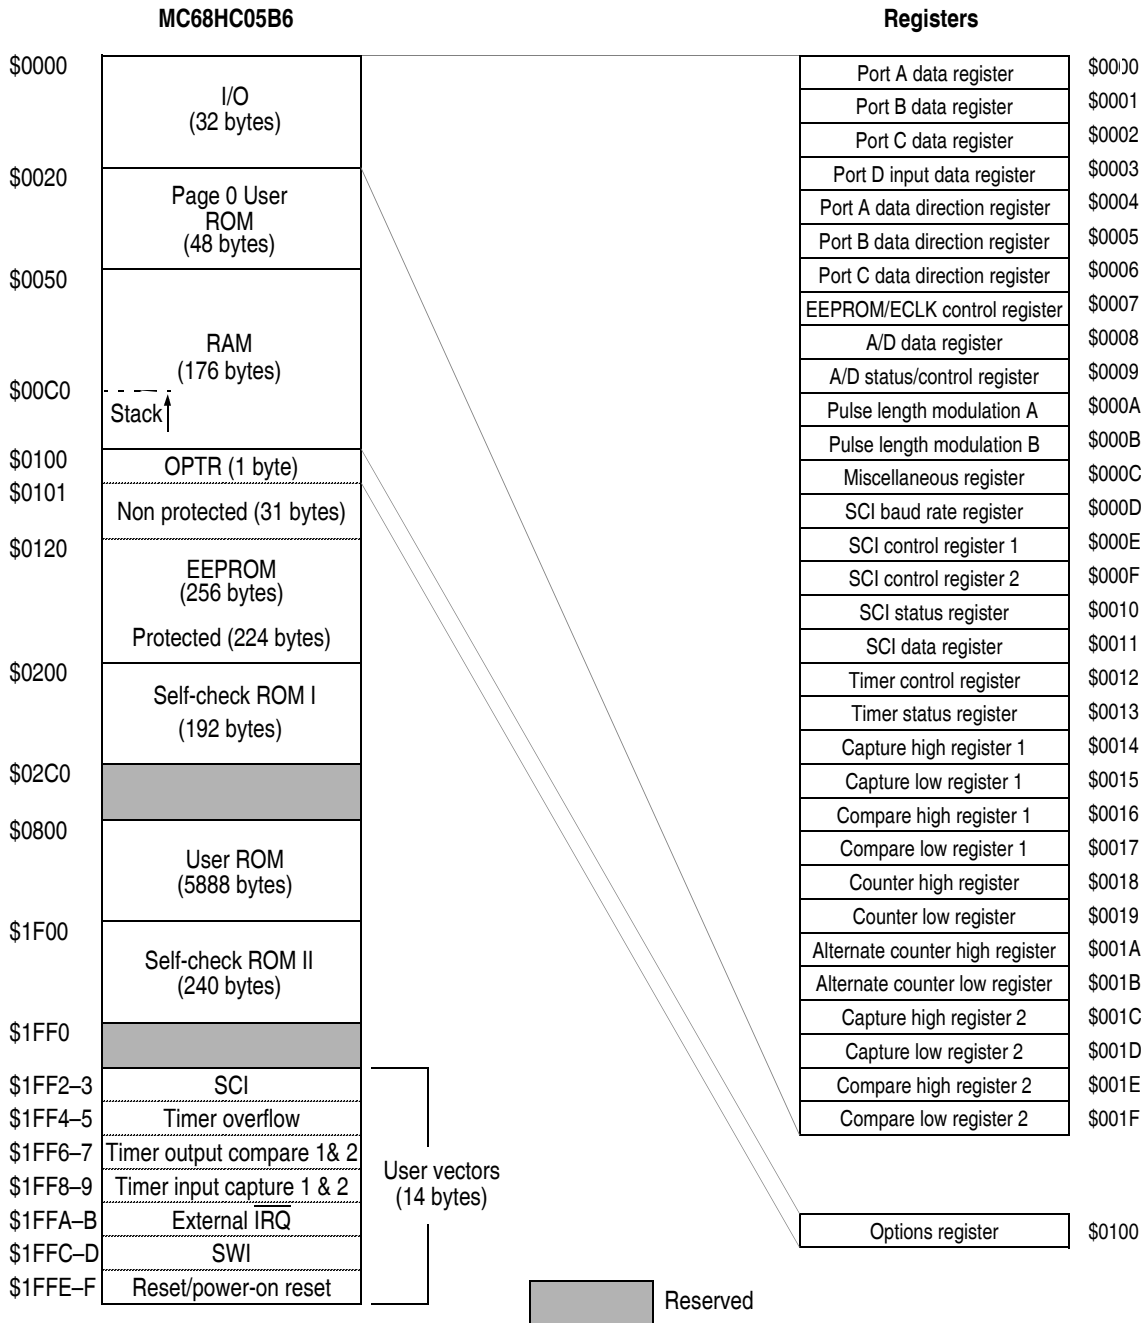 MC68HC05B6
Registers
$0000
I/O
(32 bytes)
$0020
Page 0 User
ROM
(48 bytes)
$0050
RAM
(176 bytes)
$00C0
Stack
$0100
OPTR (1 byte)
$0101
Non protected (31 bytes)
$0120
EEPROM
(256 bytes)
Protected (224 bytes)
$0200
Self-check ROM I
(192 bytes)
$02C0
$0800
User ROM
(5888 bytes)
$1F00
Self-check ROM II
(240 bytes)
$1FF0
$1FF2–3 SCI
$1FF4–5 Timer overflow
$1FF6–7 Timer output compare 1& 2
$1FF8–9 Timer input capture 1 & 2
$1FFA–B External IRQ
$1FFC–D SWI
$1FFE–F Reset/power-on reset
User vectors
(14 bytes)
Port A data register $0000
Port B data register $0001
Port C data register $0002
Port D input data register $0003
Port A data direction register $0004
Port B data direction register $0005
Port C data direction register $0006
EEPROM/ECLK control register $0007
A/D data register $0008
A/D status/control register $0009
Pulse length modulation A $000A
Pulse length modulation B $000B
Miscellaneous register $000C
SCI baud rate register $000D
SCI control register 1 $000E
SCI control register 2 $000F
SCI status register $0010
SCI data register $0011
Timer control register $0012
Timer status register $0013
Capture high register 1 $0014
Capture low register 1 $0015
Compare high register 1 $0016
Compare low register 1 $0017
Counter high register $0018
Counter low register $0019
Alternate counter high register $001A
Alternate counter low register $001B
Capture high register 2 $001C
Capture low register 2 $001D
Compare high register 2 $001E
Compare low register 2 $001F
Options register $0100
Reserved